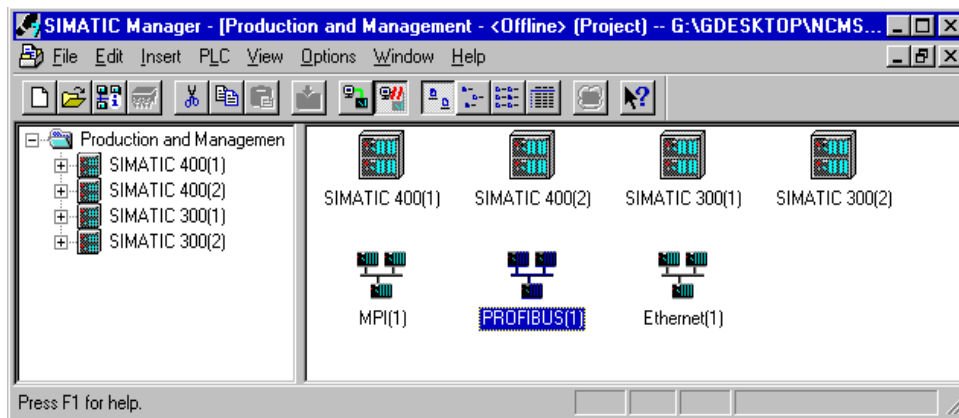 SIMATIC Manager - [Production and Management - <Offline> (Project) -- G:\GDESKTOP\NCMS...
File Edit Insert PLC View Options Window Help
Production and Managemen
SIMATIC 400(1)
SIMATIC 400(2)
SIMATIC 300(1)
SIMATIC 300(2)
SIMATIC 400(1) SIMATIC 400(2) SIMATIC 300(1) SIMATIC 300(2)
MPI(1) PROFIBUS(1) Ethernet(1)
Press F1 for help.